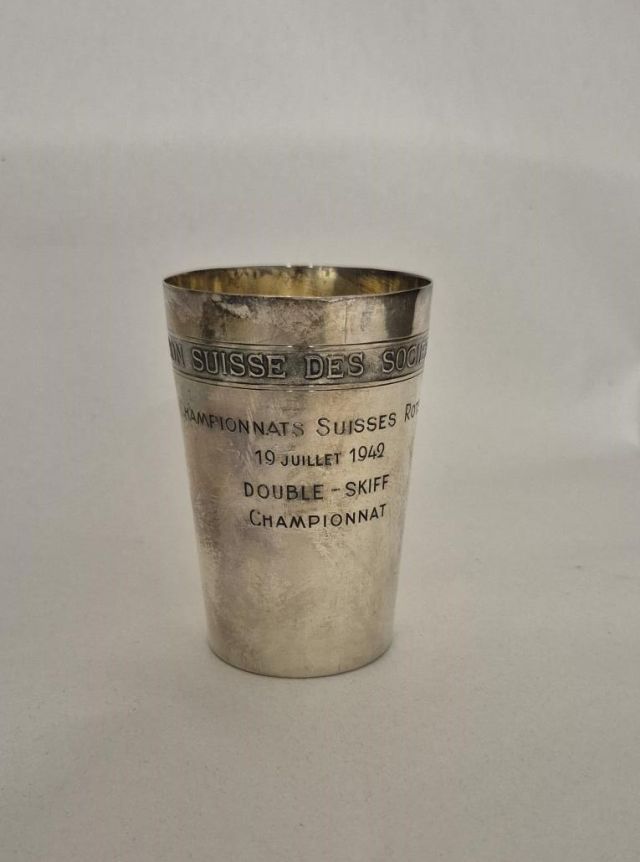 SUISSE DES
CHAMPIONNATS SUISSES
19 JUILLET 1942
DOUBLE - SKIFF
CHAMPIONNAT